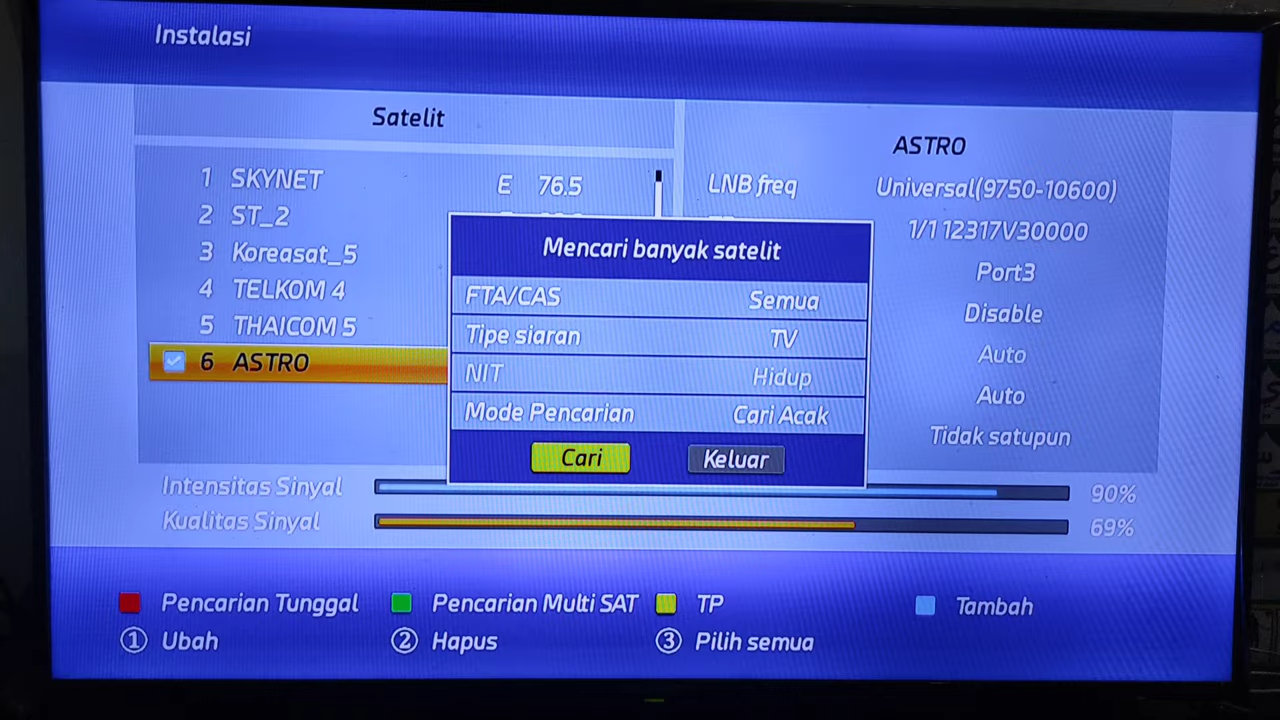 Instalasi
Satelit
1 SKYNET E 76.5
2 ST_2
3 Koreasat_5
4 TELKOM 4
5 THAICOM 5
6 ASTRO
ASTRO
LNB freq Universal(9750-10600)
1/1 12317V30000
Port3
Disable
Auto
Auto
Tidak satupun
Mencari banyak satelit
FTA/CAS Semua
Tipe siaran TV
NIT Hidup
Mode Pencarian Cari Acak
Cari Keluar
Intensitas Sinyal 90%
Kualitas Sinyal 69%
Pencarian Tunggal Pencarian Multi SAT TP Tambah
① Ubah ② Hapus ③ Pilih semua